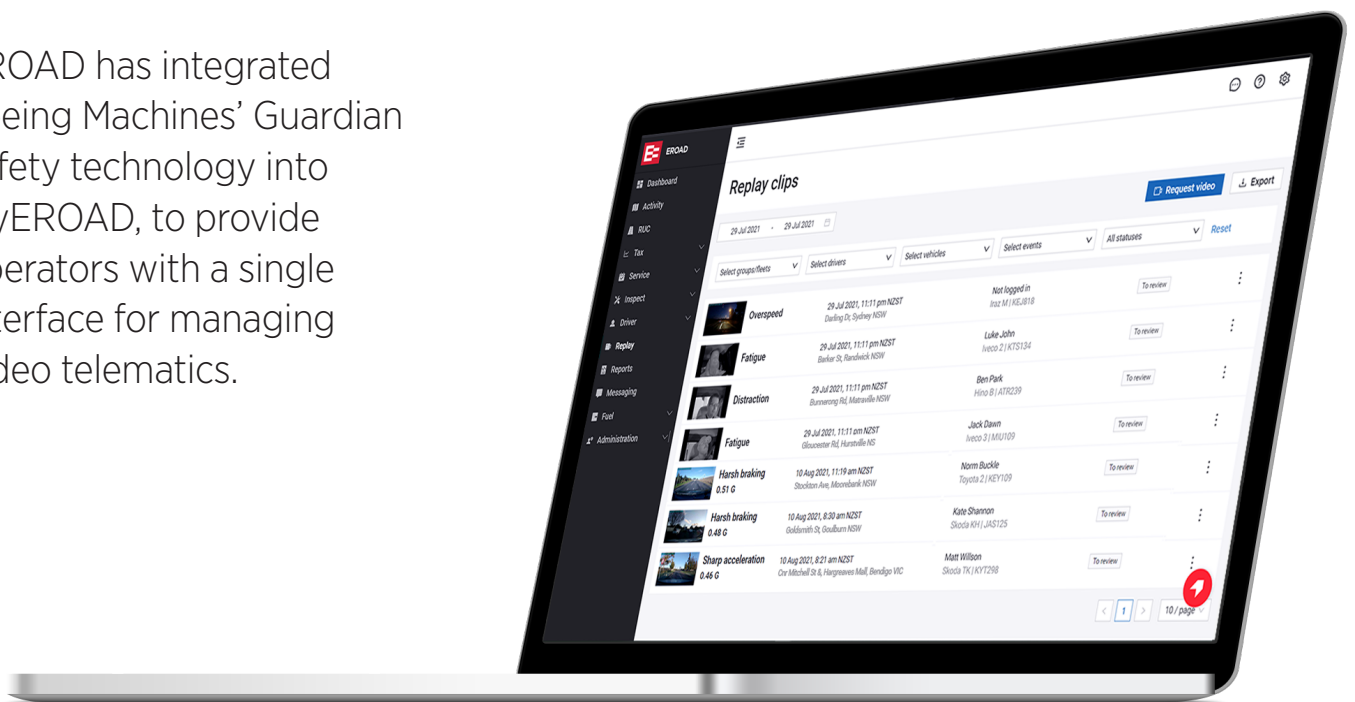 ROAD has integrated
eing Machines' Guardian
fety technology into
yEROAD, to provide
perators with a single
terface for managing
deo telematics.
EROAD
Dashboard
Activity
RUC
Tax
Service
Inspect
Driver
Replay
Reports
Messaging
Fuel
Administration
Replay clips
Request video
Export
29 Jul 2021 - 29 Jul 2021
Select groups/fleets
Select drivers
Select vehicles
Select events
All statuses
Reset
Overspeed
29 Jul 2021, 11:11 pm NZST
Darling Dr, Sydney NSW
Not logged in
Iraz M | KEJ818
To review
Fatigue
29 Jul 2021, 11:11 pm NZST
Barker St, Randwick NSW
Luke John
Iveco 2 | KTS134
To review
Distraction
29 Jul 2021, 11:11 pm NZST
Bunnerong Rd, Matraville NSW
Ben Park
Hino B | ATR239
To review
Fatigue
29 Jul 2021, 11:11 pm NZST
Gloucester Rd, Hurstville NS
Jack Dawn
Iveco 3 | MIU109
To review
Harsh braking
0.51 G
10 Aug 2021, 11:19 am NZST
Stockton Ave, Moorebank NSW
Norm Buckle
Toyota 2 | KEY109
To review
Harsh braking
0.48 G
10 Aug 2021, 8:30 am NZST
Goldsmith St, Goulburn NSW
Kate Shannon
Skoda KH | JAS125
To review
Sharp acceleration
0.46 G
10 Aug 2021, 8:21 am NZST
Cnr Mitchell St &, Hargreaves Mall, Bendigo VIC
Matt Willson
Skoda TK | KYT298
To review
< 1 >
10 / page